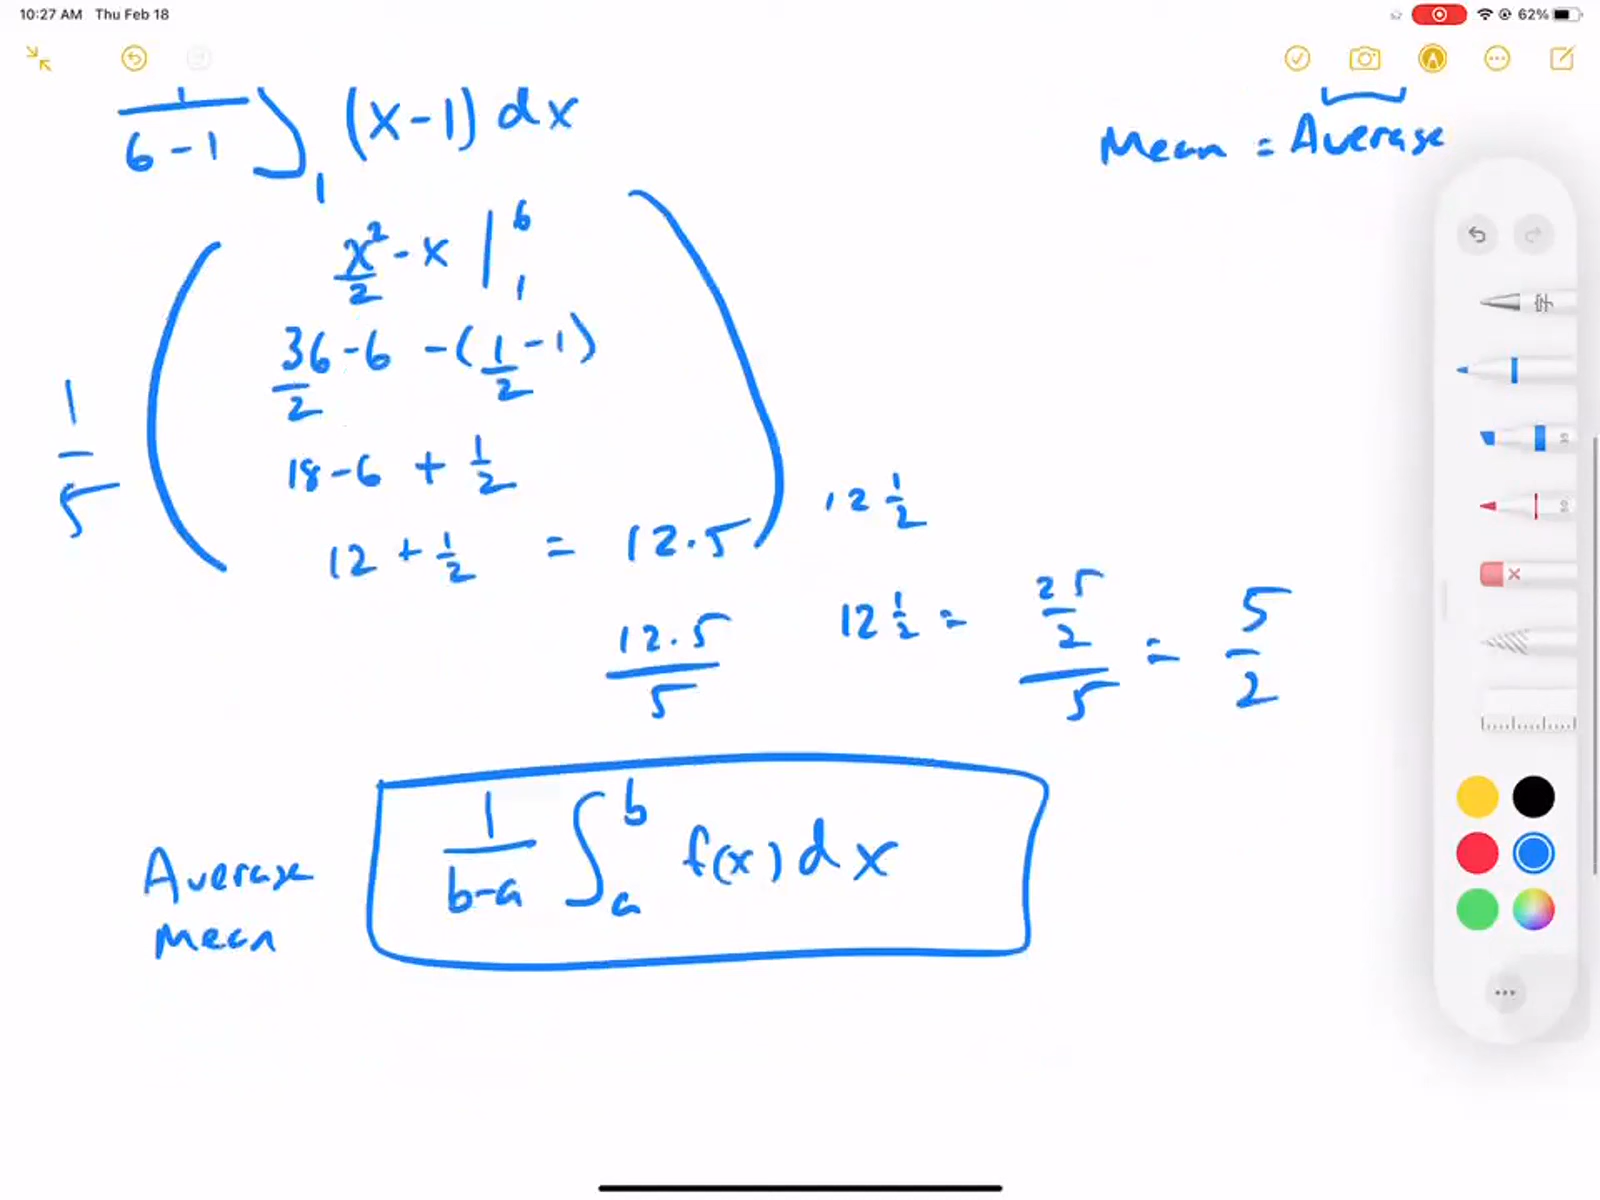 10:27 AM Thu Feb 18
62%
1/(6-1) ∫₁ (x-1) dx
Mean = Average
x²/2 - x |₁⁶
36/2 - 6 - (1/2 - 1)
1/5
18 - 6 + 1/2
12 1/2
12 + 1/2 = 12.5
12.5/5
12 1/2 = 25/2 / 5 = 5/2
Average
Mean
1/(b-a) ∫ₐᵇ f(x) dx